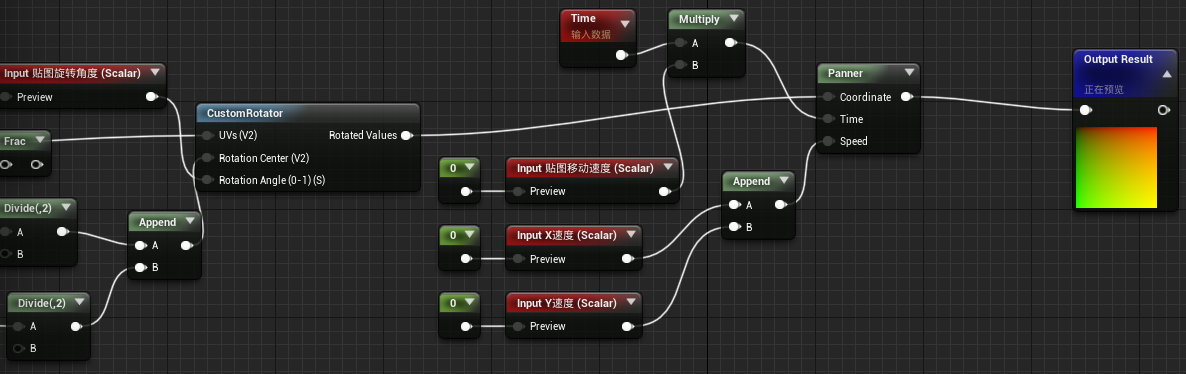 Time
输入数据
Multiply
A
B
Input 贴图旋转角度 (Scalar)
Preview
CustomRotator
UVs (V2)
Rotated Values
Rotation Center (V2)
Rotation Angle (0-1) (S)
Frac
Divide(,2)
A
B
Append
A
B
Divide(,2)
A
B
0
Input 贴图移动速度 (Scalar)
Preview
0
Input X速度 (Scalar)
Preview
0
Input Y速度 (Scalar)
Preview
Append
A
B
Panner
Coordinate
Time
Speed
Output Result
正在预览